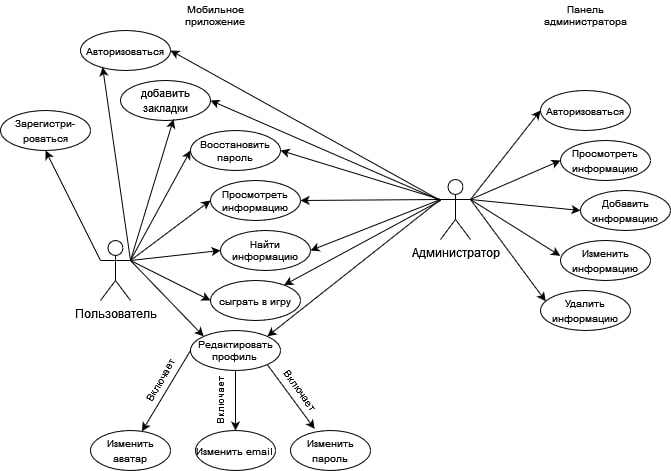 Мобильное
приложение
Панель
администратора
Авторизоваться
добавить
закладки
Зарегистри-
роваться
Восстановить
пароль
Просмотреть
информацию
Найти
информацию
сыграть в игру
Редактировать
профиль
Пользователь
Администратор
Авторизоваться
Просмотреть
информацию
Добавить
информацию
Изменить
информацию
Удалить
информацию
Включает
Включает
Включает
Изменить
аватар
Изменить email
Изменить
пароль